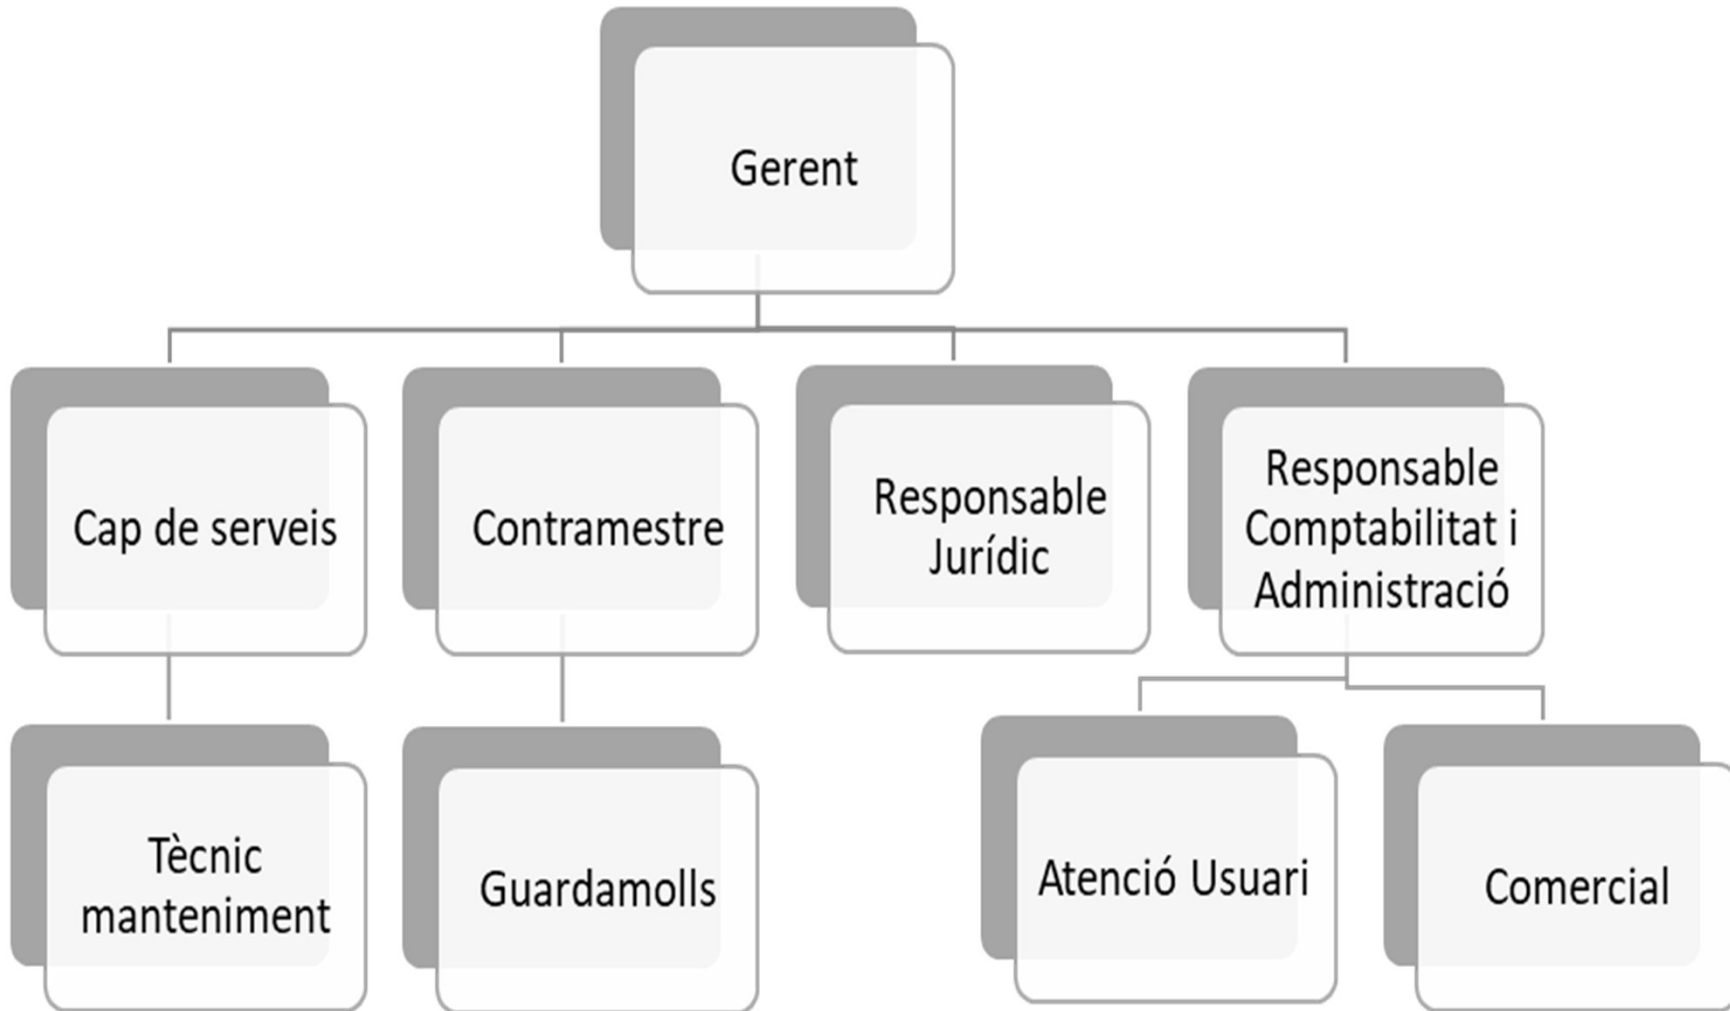 Gerent
Cap de serveis
Contramestre
Responsable
Jurídic
Responsable
Comptabilitat i
Administració
Tècnic
manteniment
Guardamolls
Atenció Usuari
Comercial